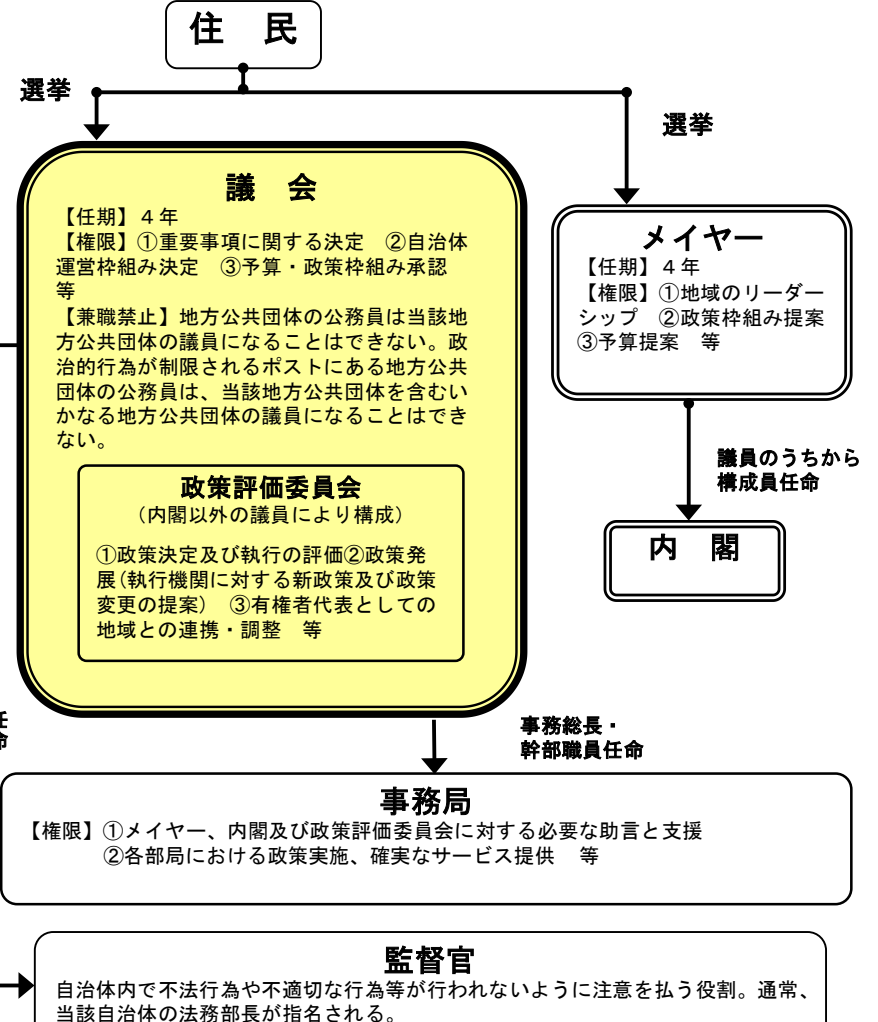 住　民
選挙
選挙
議　会
【任期】４年
【権限】①重要事項に関する決定　②自治体
運営枠組み決定　③予算・政策枠組み承認
等
【兼職禁止】地方公共団体の公務員は当該地
方公共団体の議員になることはできない。政
治的行為が制限されるポストにある地方公共
団体の公務員は、当該地方公共団体を含むい
かなる地方公共団体の議員になることはでき
ない。
政策評価委員会
（内閣以外の議員により構成）
①政策決定及び執行の評価②政策発
展（執行機関に対する新政策及び政策
変更の提案）　③有権者代表としての
地域との連携・調整　等
メイヤー
【任期】４年
【権限】①地域のリーダー
シップ　②政策枠組み提案
③予算提案　等
議員のうちから
構成員任命
内　閣
任
命
事務総長・
幹部職員任命
事務局
【権限】①メイヤー、内閣及び政策評価委員会に対する必要な助言と支援
②各部局における政策実施、確実なサービス提供　等
監督官
自治体内で不法行為や不適切な行為等が行われないように注意を払う役割。通常、
当該自治体の法務部長が指名される。